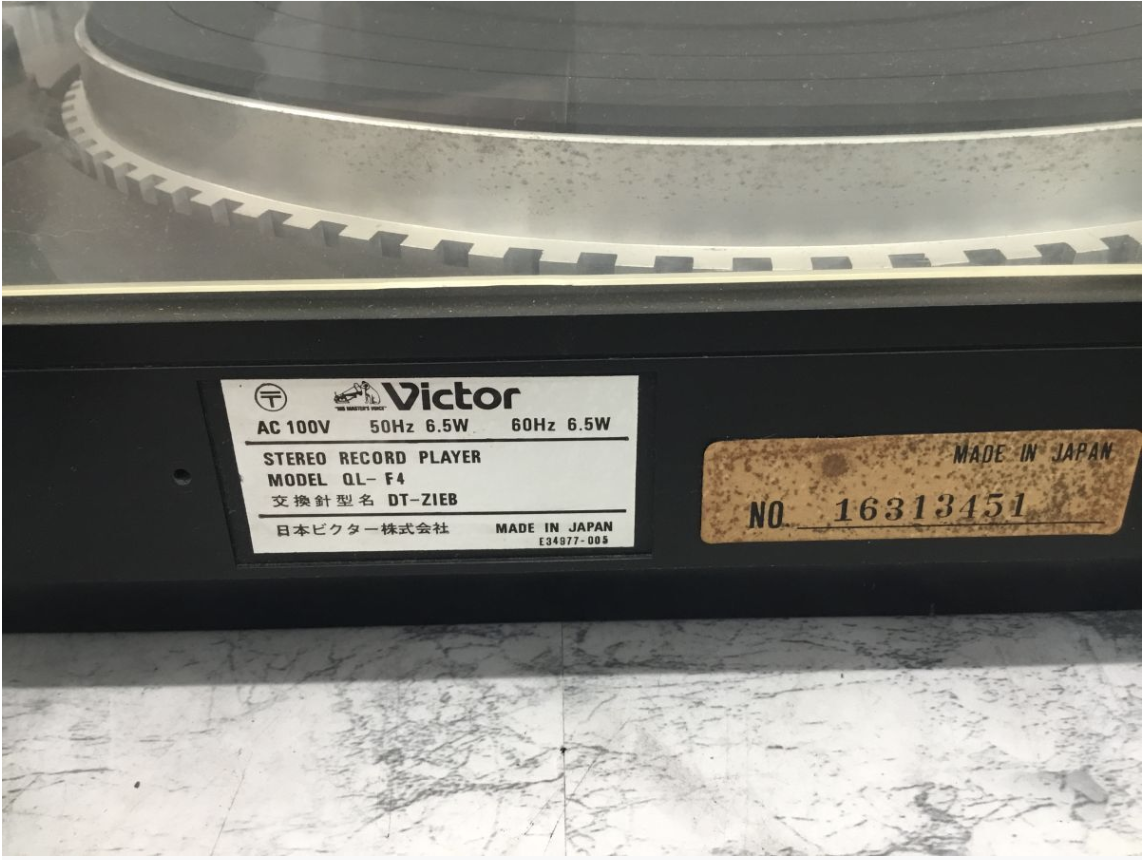 〒 "HIS MASTER'S VOICE" Victor
AC 100V 50Hz 6.5W 60Hz 6.5W
STEREO RECORD PLAYER
MODEL QL-F4
交換針型名 DT-Z1EB
日本ビクター株式会社 MADE IN JAPAN
E34977-005
MADE IN JAPAN
NO 16313451